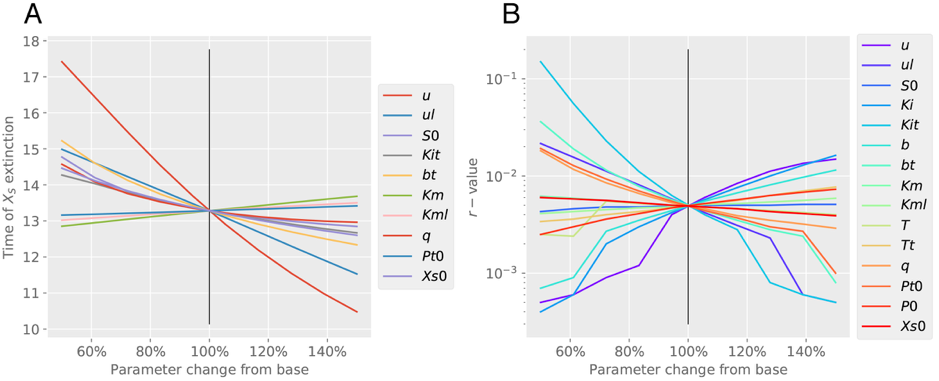 A
18
17
16
15
14
13
12
11
10
Time of Xs extinction
60%
80%
100%
120%
140%
Parameter change from base
u
ul
S0
Kit
bt
Km
Kml
q
Pt0
Xs0
B
10⁻¹
10⁻²
10⁻³
r − value
60%
80%
100%
120%
140%
Parameter change from base
u
ul
S0
Ki
Kit
b
bt
Km
Kml
T
Tt
q
Pt0
P0
Xs0